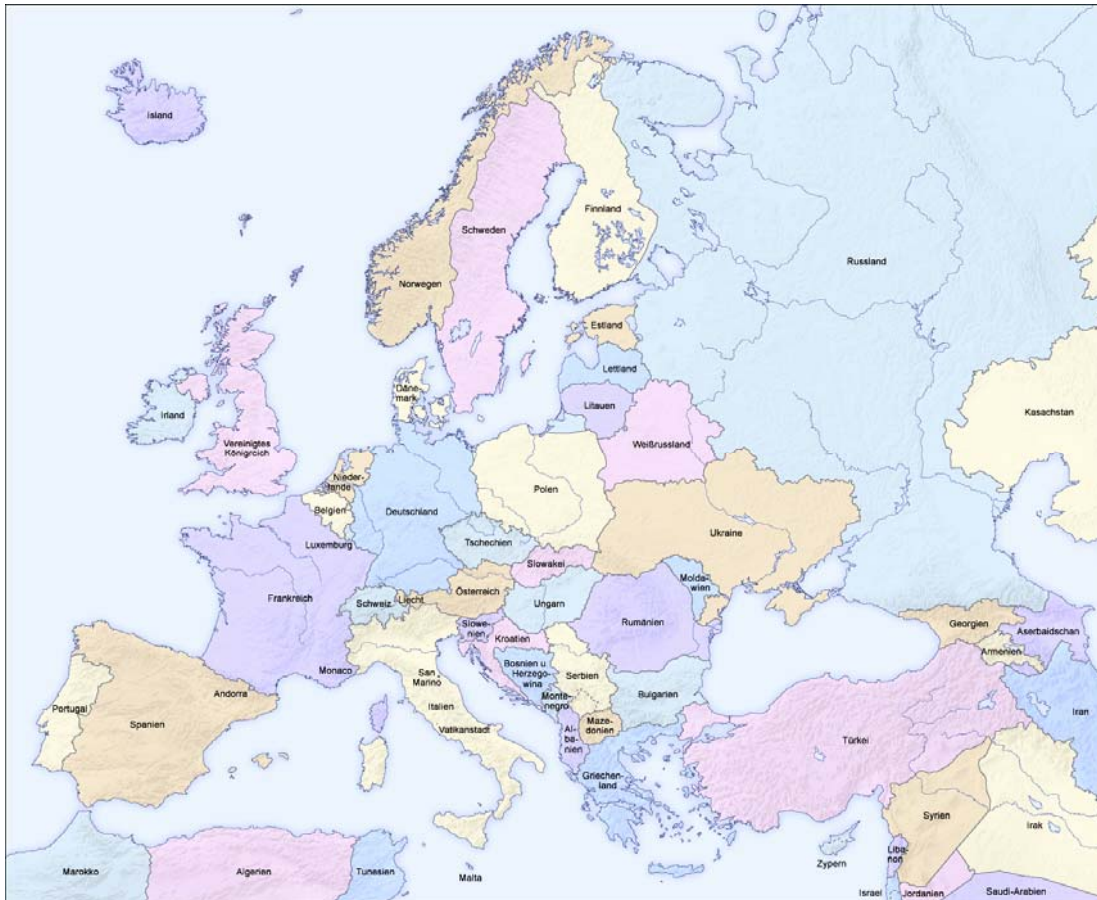 Island
Finnland
Schweden
Russland
Norwegen
Estland
Lettland
Däne-
mark
Litauen
Irland
Kasachstan
Vereinigtes
Königreich
Weißrussland
Nieder-
lande
Polen
Belgien
Deutschland
Ukraine
Luxemburg
Tschechien
Slowakei
Moldawien
Österreich
Frankreich
Liecht.
Schweiz
Ungarn
Rumänien
Georgien
Slowe-
nien
Kroatien
Aserbaidschan
Armenien
Monaco
San
Marino
Bosnien u
Herzego-
wina
Serbien
Andorra
Monte-
negro
Bulgarien
Portugal
Italien
Iran
Spanien
Vatikanstadt
Maze-
donien
Al-
ba-
nien
Türkei
Griechen-
land
Syrien
Irak
Liba-
non
Zypern
Marokko
Algerien
Tunesien
Malta
Israel
Jordanien
Saudi-Arabien